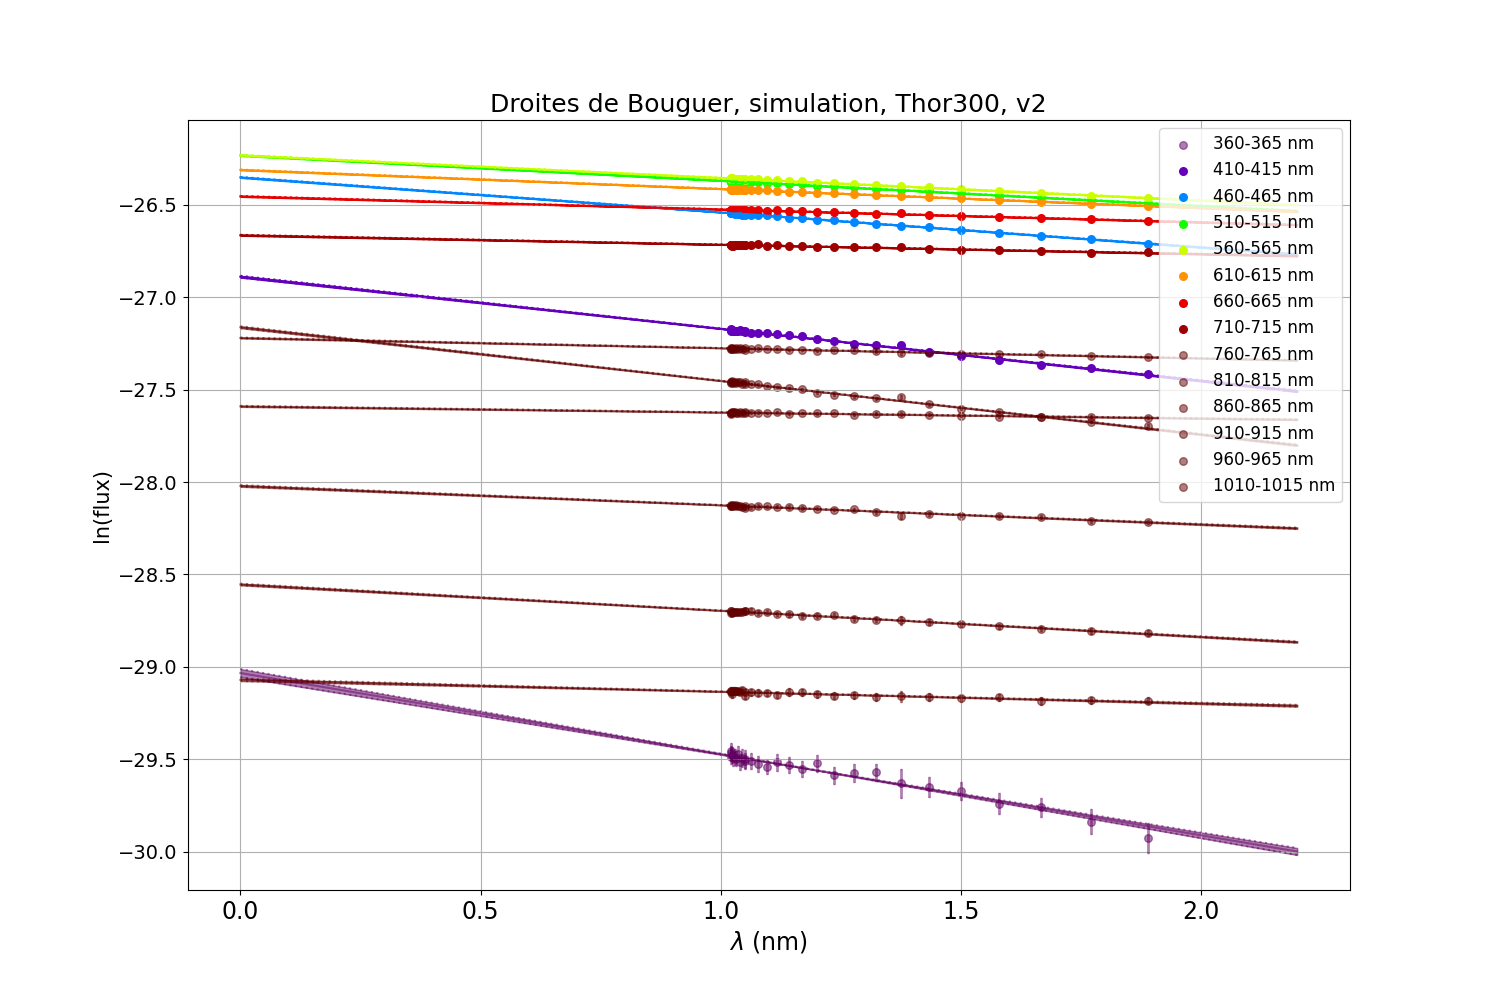 Droites de Bouguer, simulation, Thor300, v2
360-365 nm
410-415 nm
460-465 nm
510-515 nm
560-565 nm
610-615 nm
660-665 nm
710-715 nm
760-765 nm
810-815 nm
860-865 nm
910-915 nm
960-965 nm
1010-1015 nm
ln(flux)
−26.5
−27.0
−27.5
−28.0
−28.5
−29.0
−29.5
−30.0
0.0 0.5 1.0 1.5 2.0
λ (nm)